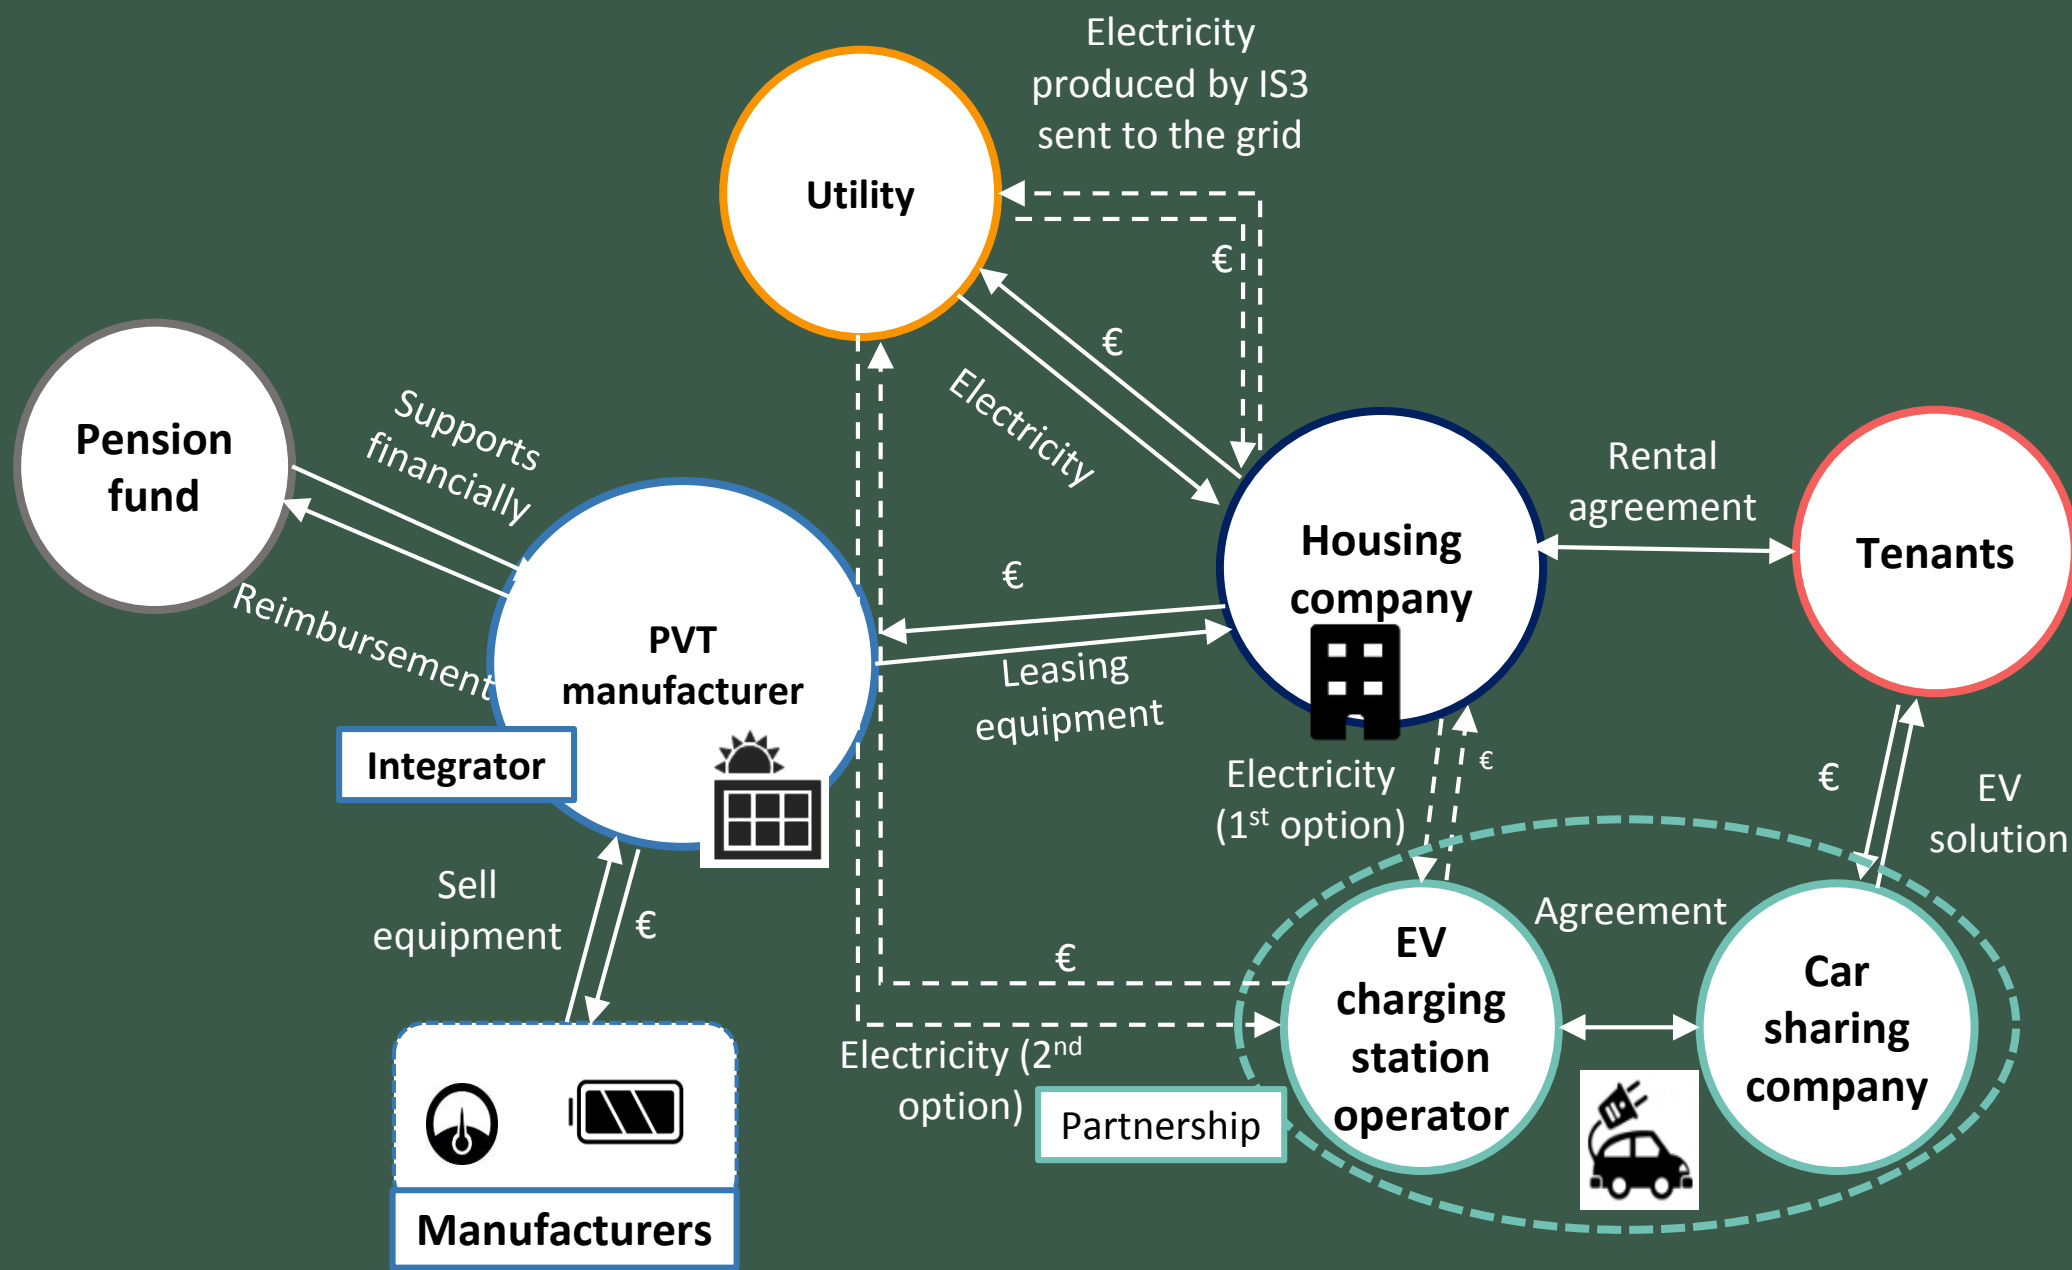 Electricity
produced by IS3
sent to the grid
Utility
€
€
Electricity
Pension
fund
Supports
financially
Reimbursement
PVT
manufacturer
Integrator
€
Leasing
equipment
Housing
company
Rental
agreement
Tenants
Electricity
(1st option)
€
€
EV
solution
Sell
equipment
€
Manufacturers
€
Electricity (2nd
option)
Partnership
EV
charging
station
operator
Agreement
Car
sharing
company